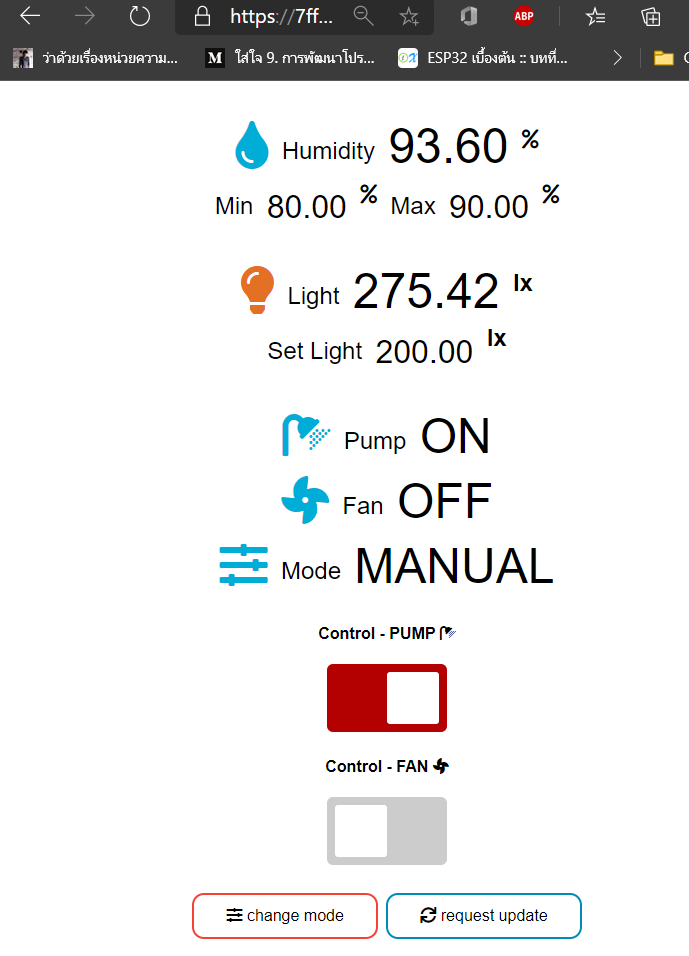 https://7ff...
ABP
ว่าด้วยเรื่องหน่วยความ... M ใส่ใจ 9. การพัฒนาโปร... ESP32 เบื้องต้น :: บทที่...
Humidity 93.60 %
Min 80.00 % Max 90.00 %
Light 275.42 lx
Set Light 200.00 lx
Pump ON
Fan OFF
Mode MANUAL
Control - PUMP
Control - FAN
change mode request update